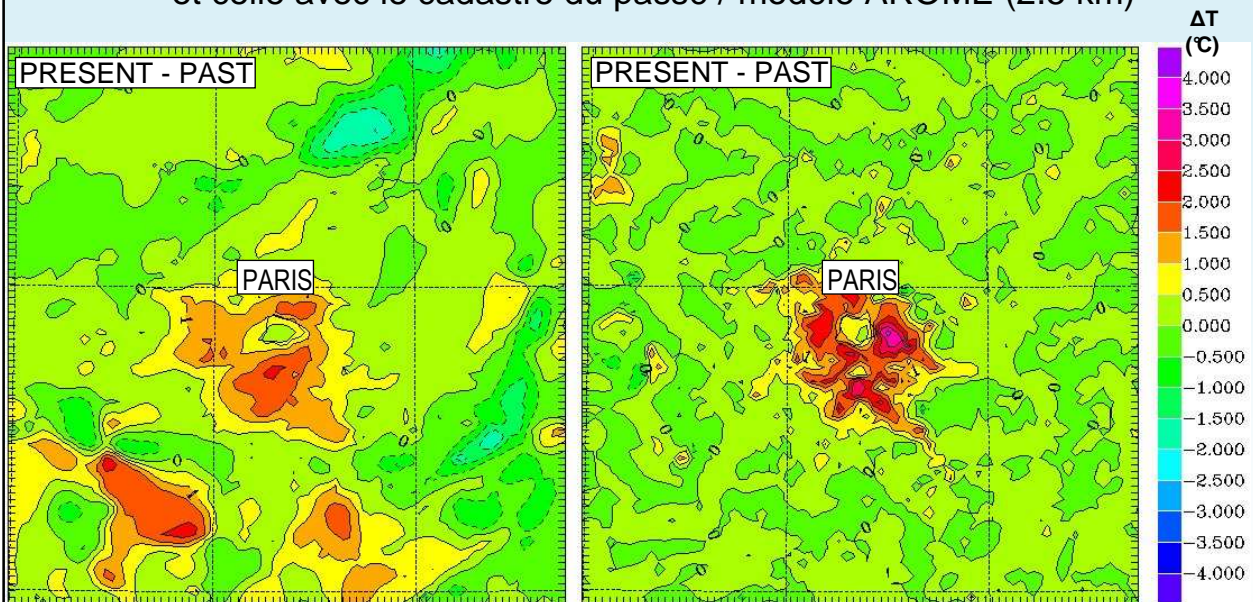 et celle avec le cadastre du passé / modèle AROME (2.5 km)
ΔT
(°C)
PRESENT - PAST
PRESENT - PAST
PARIS
PARIS
4.000
3.500
3.000
2.500
2.000
1.500
1.000
0.500
0.000
−0.500
−1.000
−1.500
−2.000
−2.500
−3.000
−3.500
−4.000